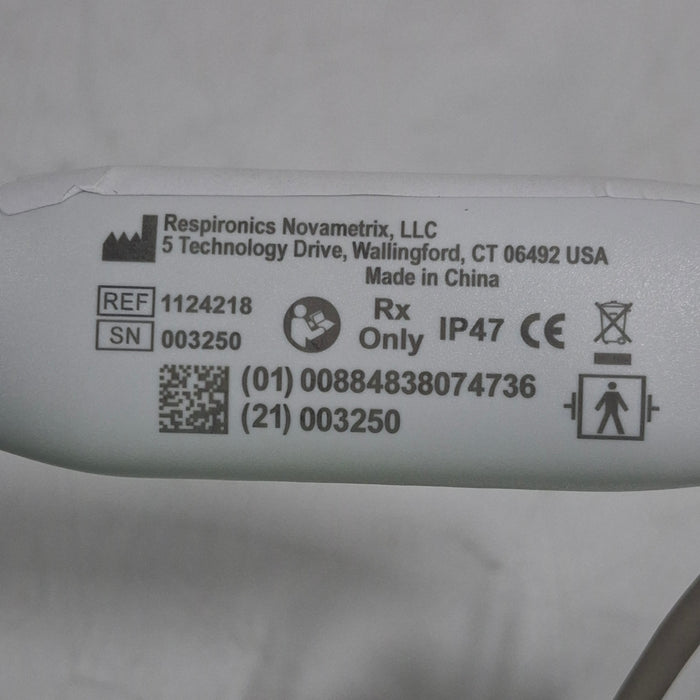 Respironics Novametrix, LLC
5 Technology Drive, Wallingford, CT 06492 USA
Made in China
REF 1124218
SN 003250
Rx
Only
IP47 CE
(01) 00884838074736
(21) 003250